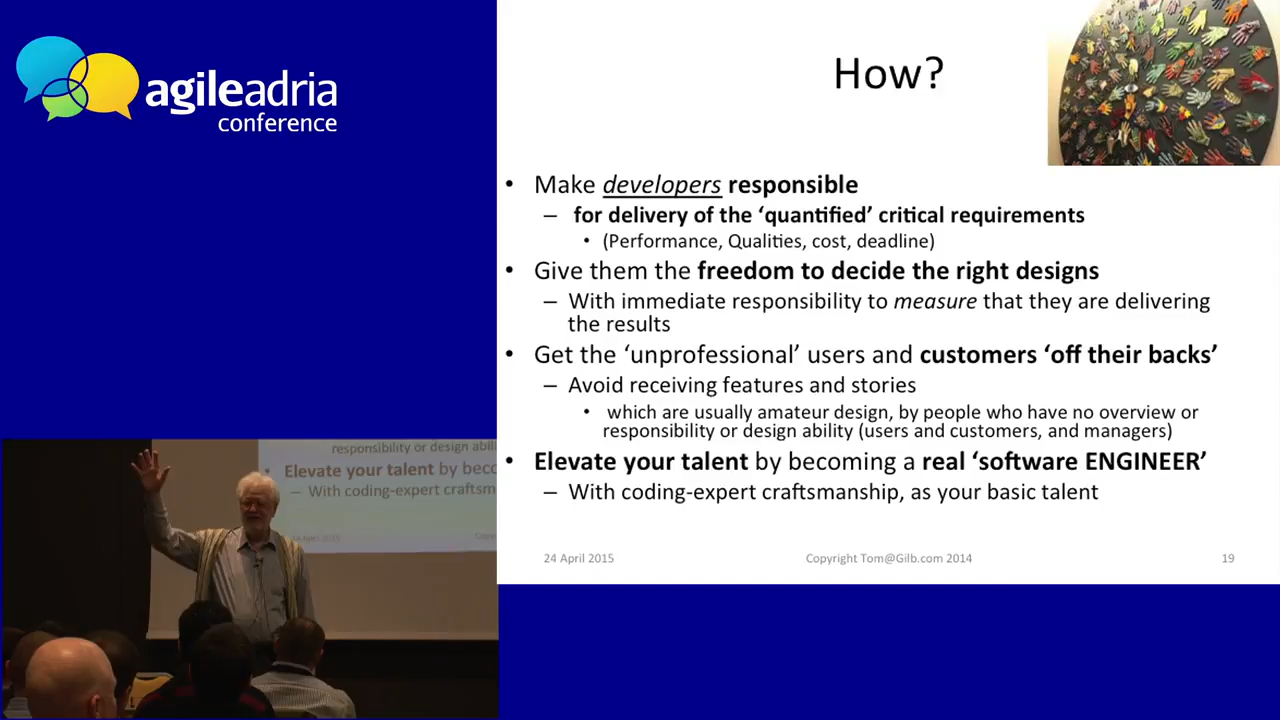 agileadria
conference
How?
• Make developers responsible
– for delivery of the ‘quantified’ critical requirements
• (Performance, Qualities, cost, deadline)
• Give them the freedom to decide the right designs
– With immediate responsibility to measure that they are delivering
the results
• Get the ‘unprofessional’ users and customers ‘off their backs’
– Avoid receiving features and stories
• which are usually amateur design, by people who have no overview or
responsibility or design ability (users and customers, and managers)
• Elevate your talent by becoming a real ‘software ENGINEER’
– With coding-expert craftsmanship, as your basic talent
24 April 2015
Copyright Tom@Gilb.com 2014
19
responsibility or design abili
• Elevate your talent by beco
– With coding-expert craftsm
24 April 2015